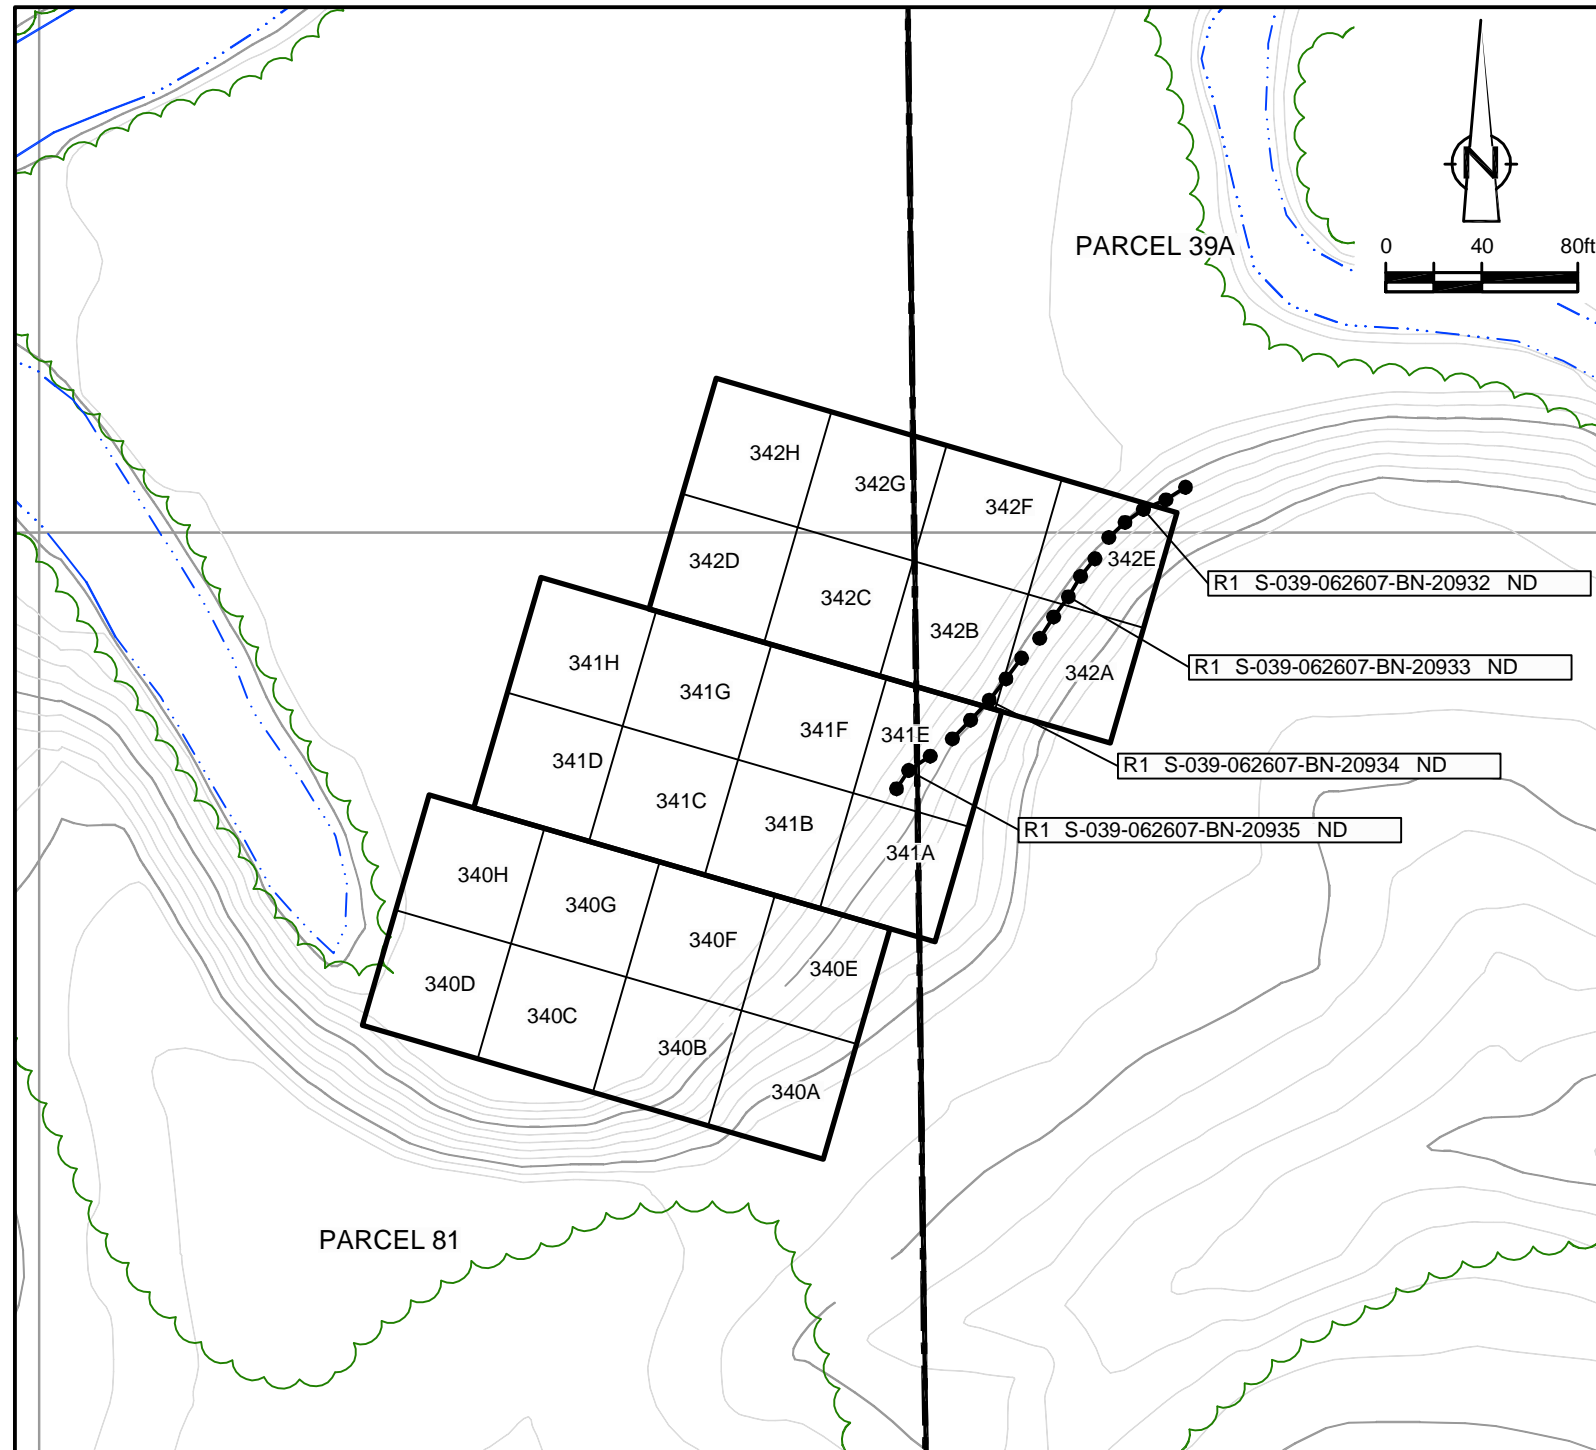 N
PARCEL 39A
0 40 80ft
342H
342G
342F
342E
342D
342C
342B
342A
R1 S-039-062607-BN-20932 ND
R1 S-039-062607-BN-20933 ND
341H
341G
341F
341E
341D
341C
341B
341A
R1 S-039-062607-BN-20934 ND
R1 S-039-062607-BN-20935 ND
340H
340G
340F
340E
340D
340C
340B
340A
PARCEL 81